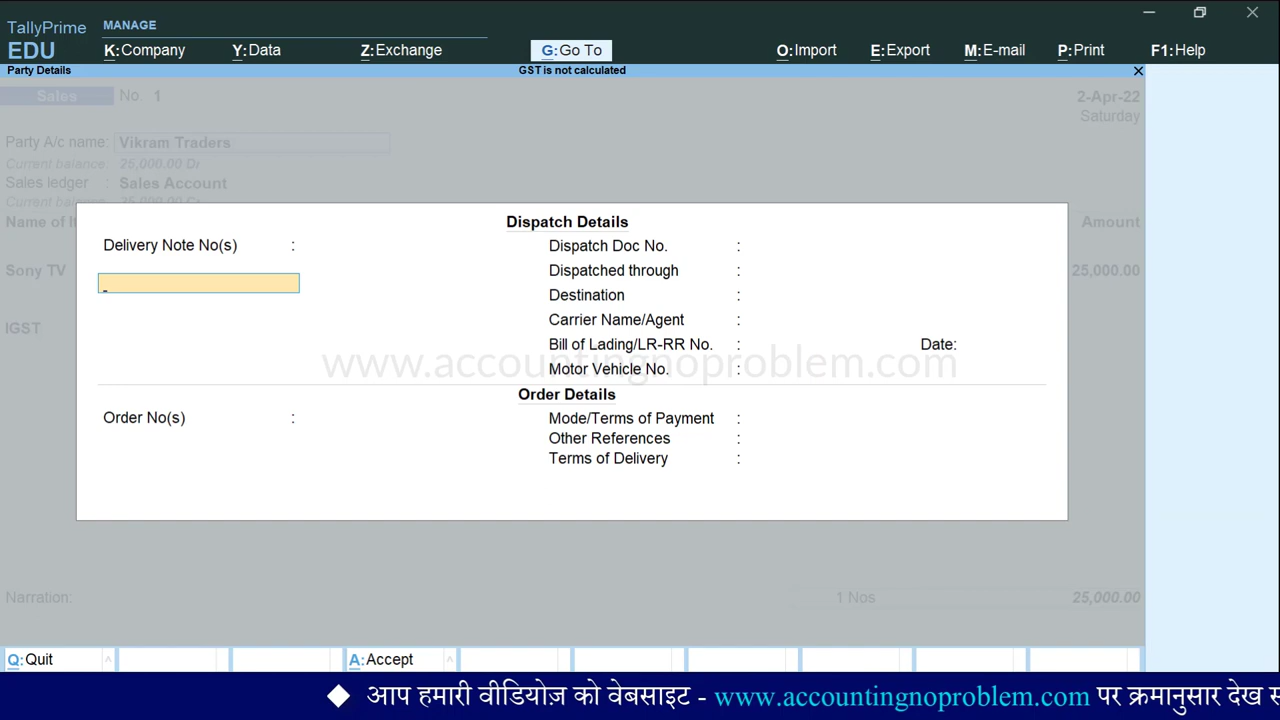 TallyPrime MANAGE
EDU K:Company Y:Data Z:Exchange G:Go To O:Import E:Export M:E-mail P:Print F1:Help
Party Details GST is not calculated
Sales No. 1 2-Apr-22
Saturday
Party A/c name: Vikram Traders
Current balance: 25,000.00 Dr
Sales ledger : Sales Account
Name of It Amount
Dispatch Details
Delivery Note No(s) : Dispatch Doc No. :
Sony TV Dispatched through : 25,000.00
Destination :
IGST Carrier Name/Agent :
Bill of Lading/LR-RR No. : Date:
www.accountingnoproblem.com
Motor Vehicle No. :
Order Details
Order No(s) : Mode/Terms of Payment :
Other References :
Terms of Delivery :
Narration: 1 Nos 25,000.00
Q:Quit A:Accept
आप हमारी वीडियोज़ को वेबसाइट - www.accountingnoproblem.com पर क्रमानुसार देख